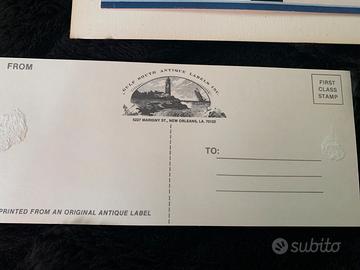 FROM
GULF SOUTH ANTIQUE LABELS INC.
5227 MARIGNY ST., NEW ORLEANS, LA. 70122
FIRST
CLASS
STAMP
TO:
PRINTED FROM AN ORIGINAL ANTIQUE LABEL
subito